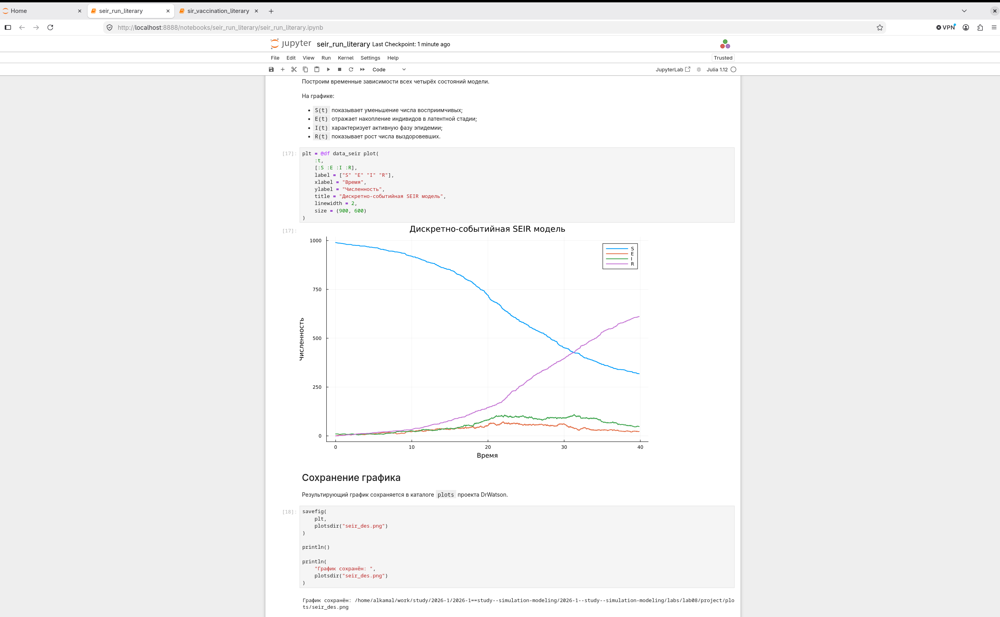 Home
seir_run_literary
sir_vaccination_literary
http://localhost:8888/notebooks/seir_run_literary/seir_run_literary.ipynb
VPN
jupyter seir_run_literary Last Checkpoint: 1 minute ago
File Edit View Run Kernel Settings Help
Trusted
Code
JupyterLab
Julia 1.12
Построим временные зависимости всех четырёх состояний модели.
На графике:
• S(t) показывает уменьшение числа восприимчивых;
• E(t) отражает накопление индивидов в латентной стадии;
• I(t) характеризует активную фазу эпидемии;
• R(t) показывает рост числа выздоровевших.
[17]:
plt = @df data_seir plot(
    :t,
    [:S :E :I :R],
    label = ["S" "E" "I" "R"],
    xlabel = "Время",
    ylabel = "Численность",
    title = "Дискретно-событийная SEIR модель",
    linewidth = 2,
    size = (900, 600)
)
[17]:
Дискретно-событийная SEIR модель
S
E
I
R
1000
750
500
250
0
Численность
0 10 20 30 40
Время
Сохранение графика
Результирующий график сохраняется в каталоге plots проекта DrWatson.
[18]:
savefig(
    plt,
    plotsdir("seir_des.png")
)
println()
println(
    "График сохранён: ",
    plotsdir("seir_des.png")
)
График сохранён: /home/alkamal/work/study/2026-1/2026-1==study--simulation-modeling/2026-1--study--simulation-modeling/labs/lab08/project/plo
ts/seir_des.png